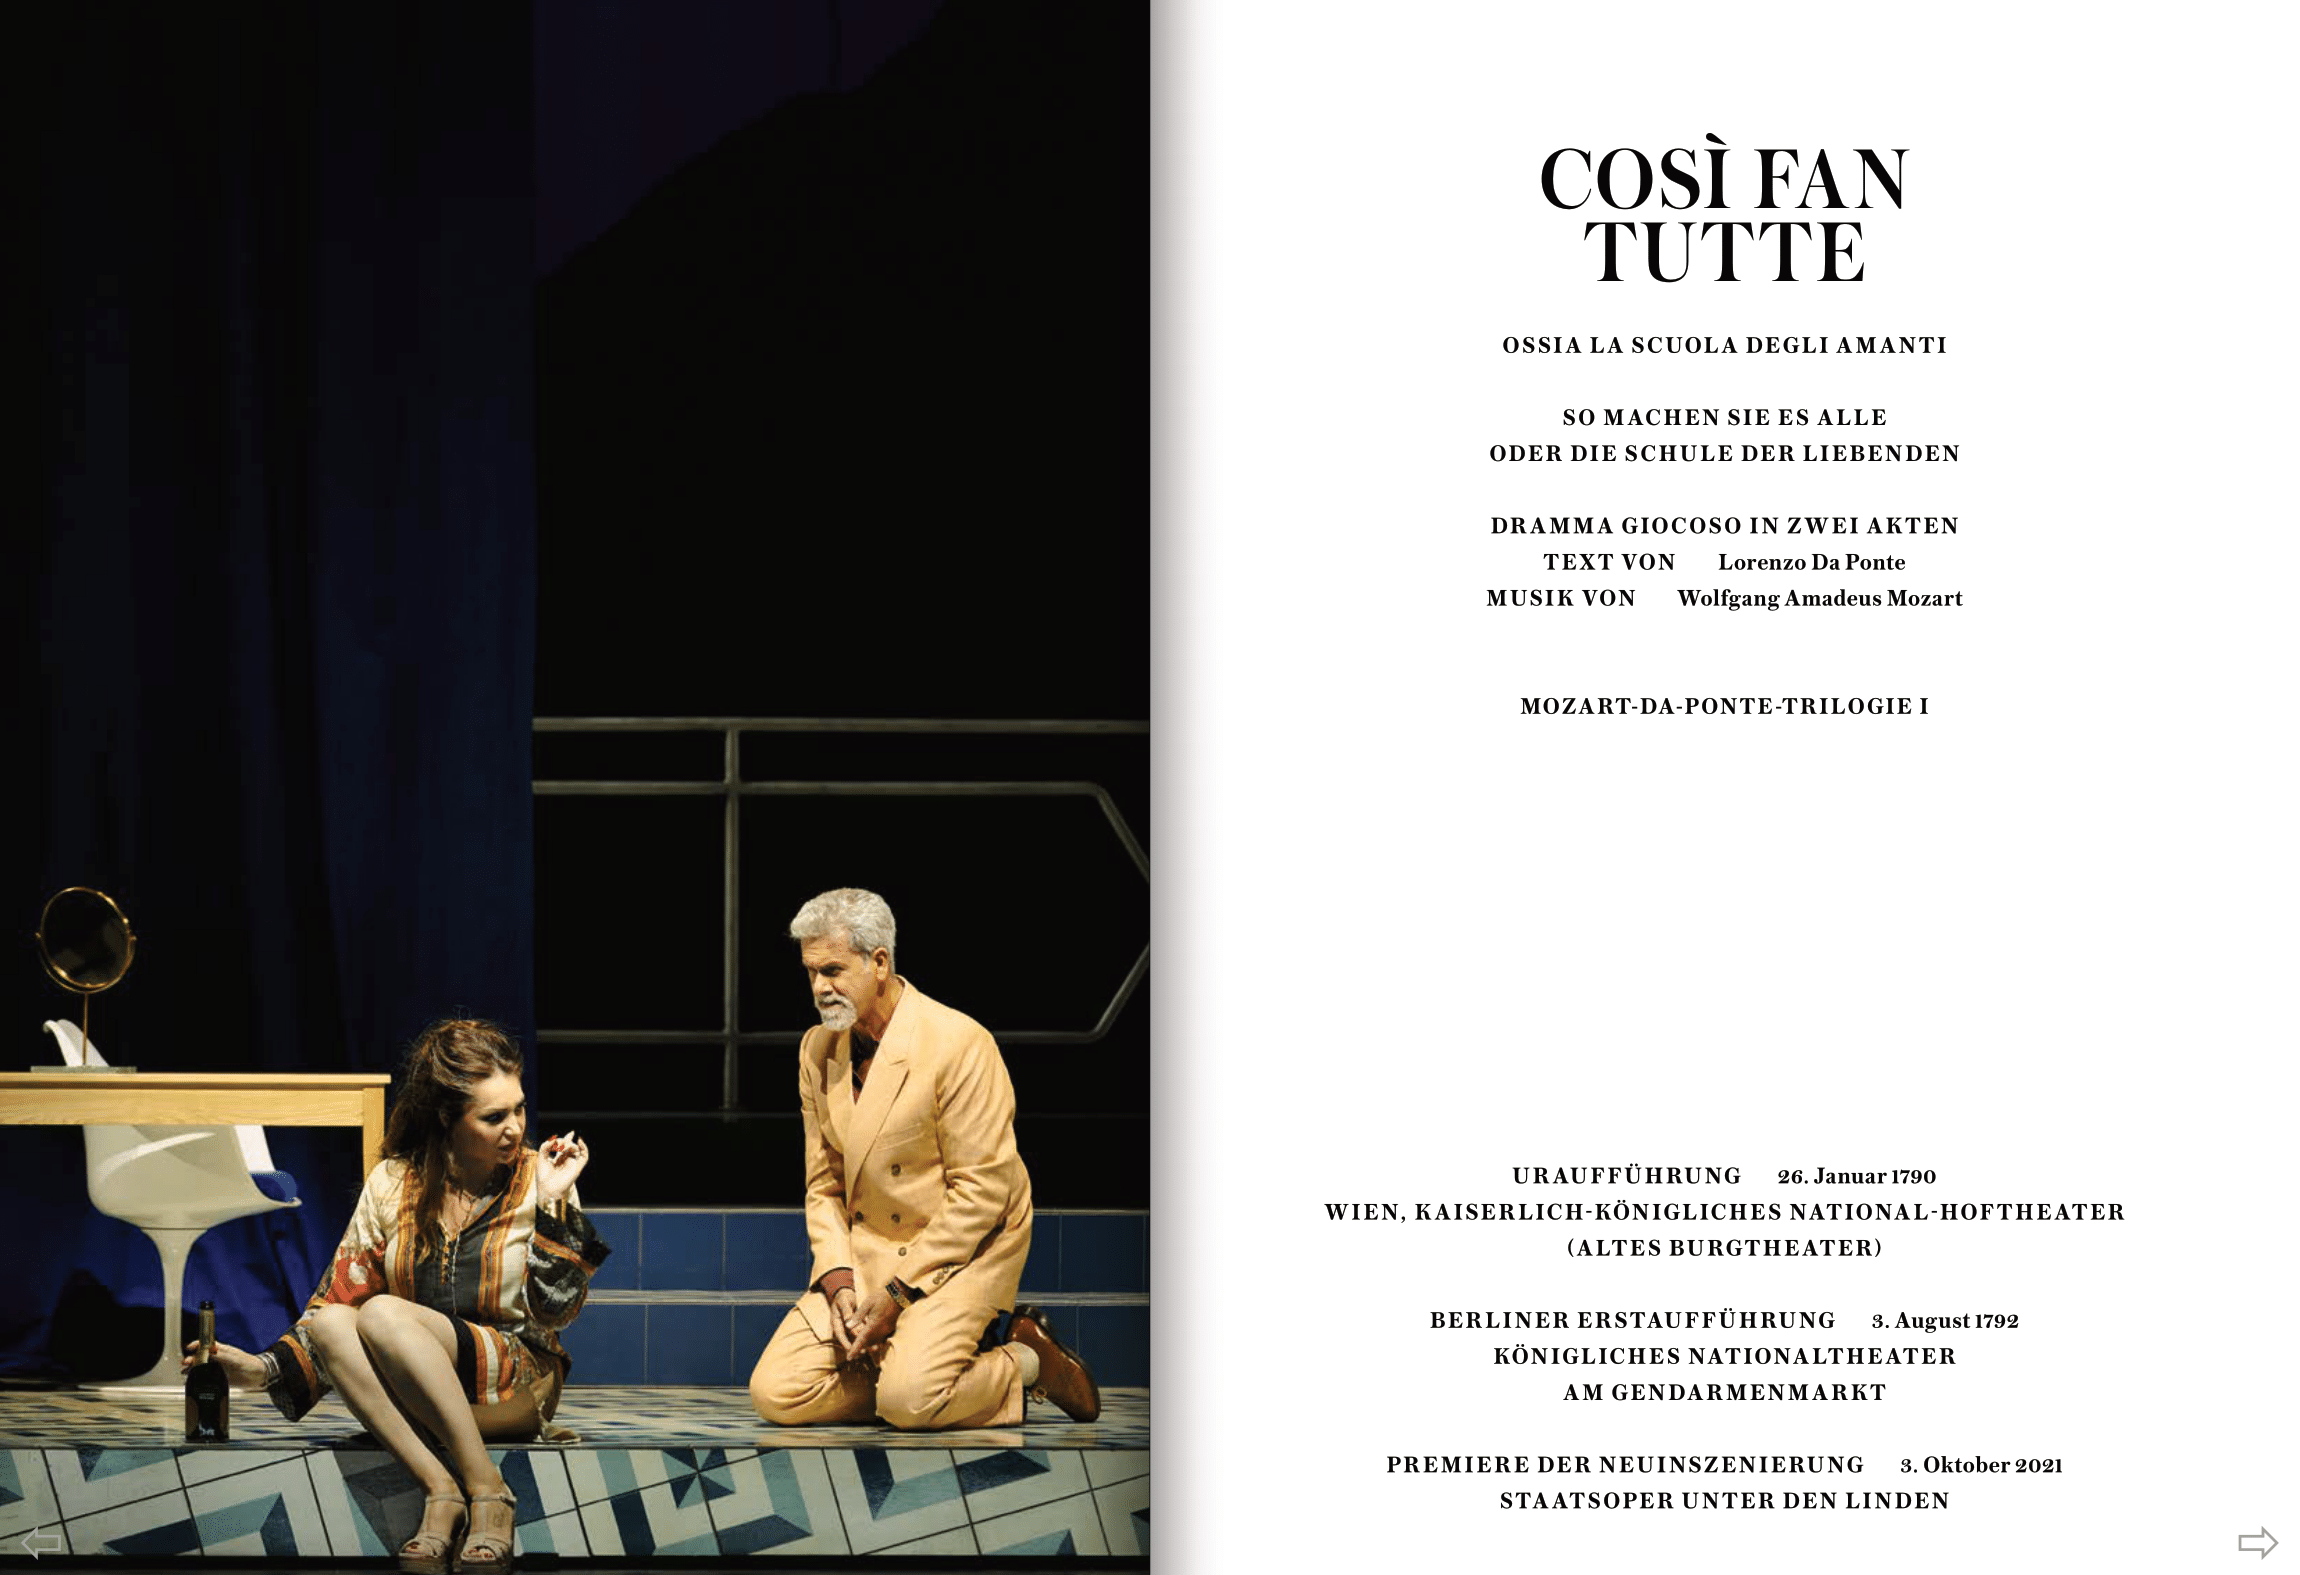 COSÌ FAN
TUTTE
OSSIA LA SCUOLA DEGLI AMANTI
SO MACHEN SIE ES ALLE
ODER DIE SCHULE DER LIEBENDEN
DRAMMA GIOCOSO IN ZWEI AKTEN
TEXT VON Lorenzo Da Ponte
MUSIK VON Wolfgang Amadeus Mozart
MOZART-DA-PONTE-TRILOGIE I
URAUFFÜHRUNG 26. Januar 1790
WIEN, KAISERLICH-KÖNIGLICHES NATIONAL-HOFTHEATER
(ALTES BURGTHEATER)
BERLINER ERSTAUFFÜHRUNG 3. August 1792
KÖNIGLICHES NATIONALTHEATER
AM GENDARMENMARKT
PREMIERE DER NEUINSZENIERUNG 3. Oktober 2021
STAATSOPER UNTER DEN LINDEN